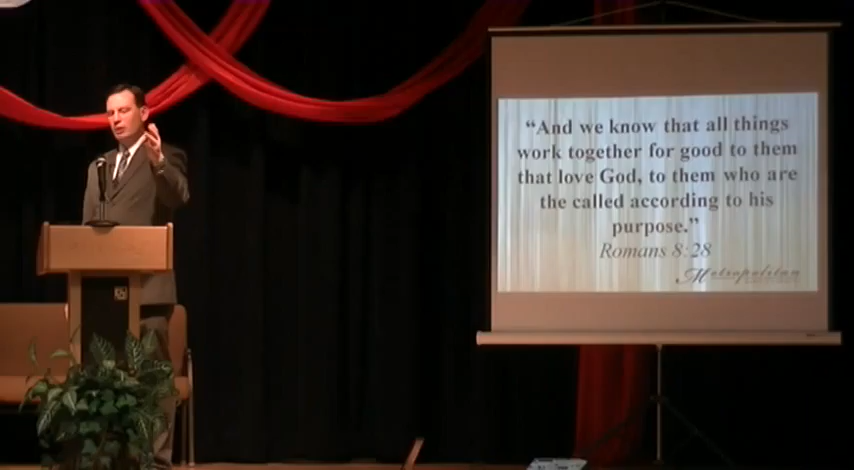 “And we know that all things
work together for good to them
that love God, to them who are
the called according to his
purpose.”
Romans 8:28
Metropolitan